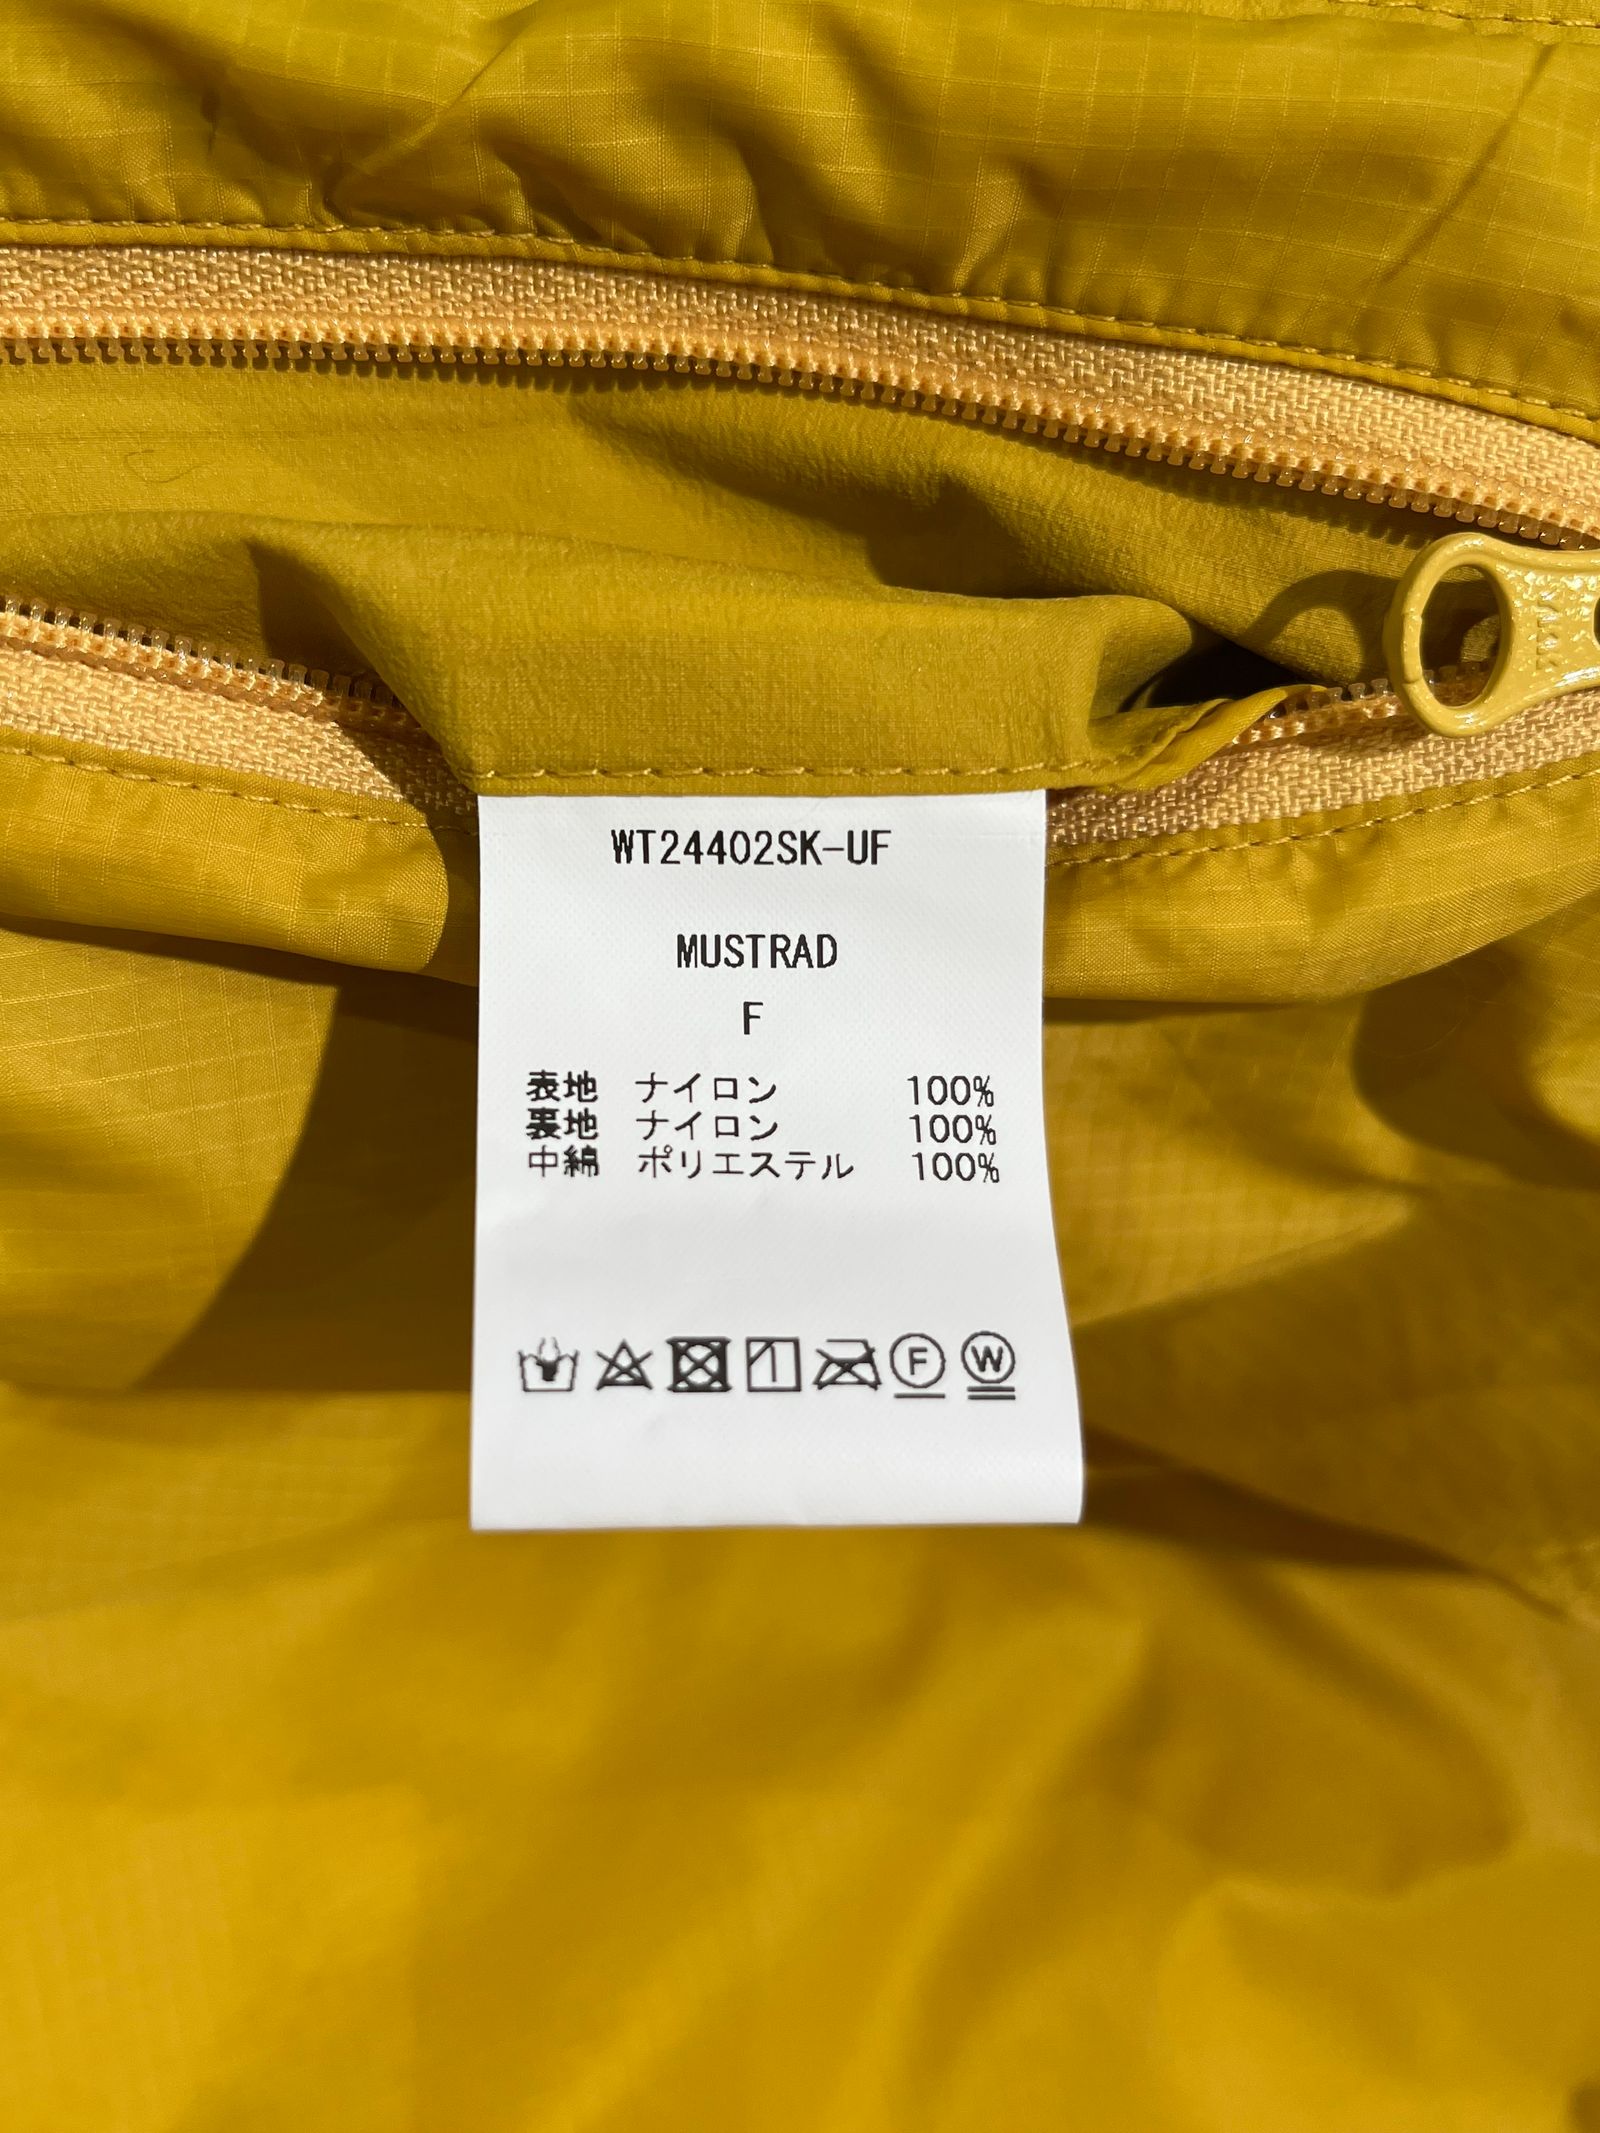 YKK
WT24402SK-UF
MUSTRAD
F
表地 ナイロン 100%
裏地 ナイロン 100%
中綿 ポリエステル 100%
F W